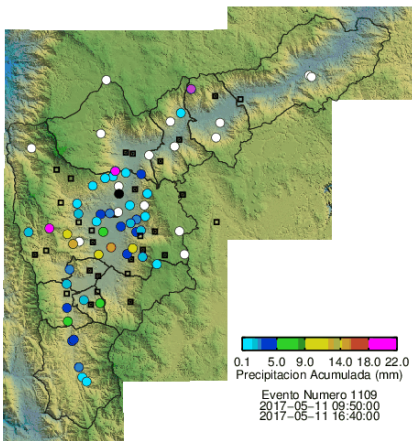 0.1 5.0 9.0 14.0 18.0 22.0
Precipitacion Acumulada (mm)
Evento Numero 1109
2017-05-11 09:50:00
2017-05-11 16:40:00